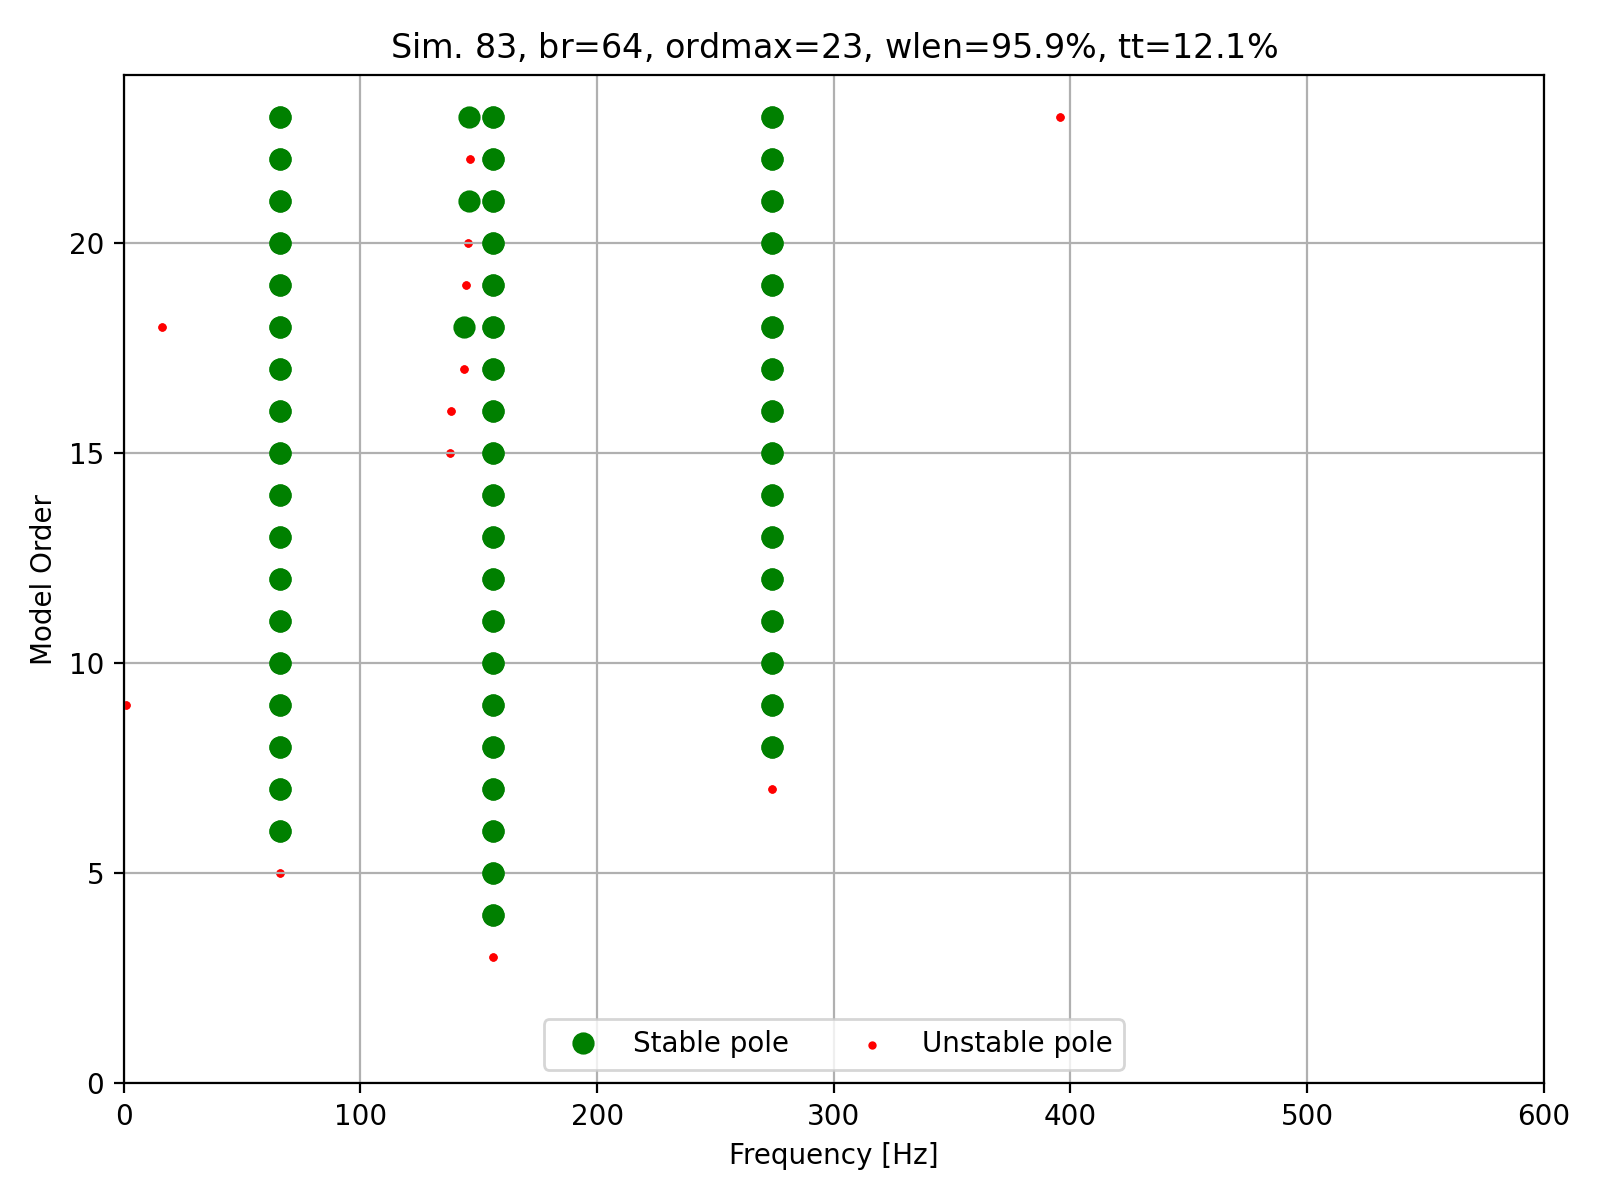 Sim. 83, br=64, ordmax=23, wlen=95.9%, tt=12.1%
20
15
10
5
0
Model Order
Stable pole
Unstable pole
0 100 200 300 400 500 600
Frequency [Hz]